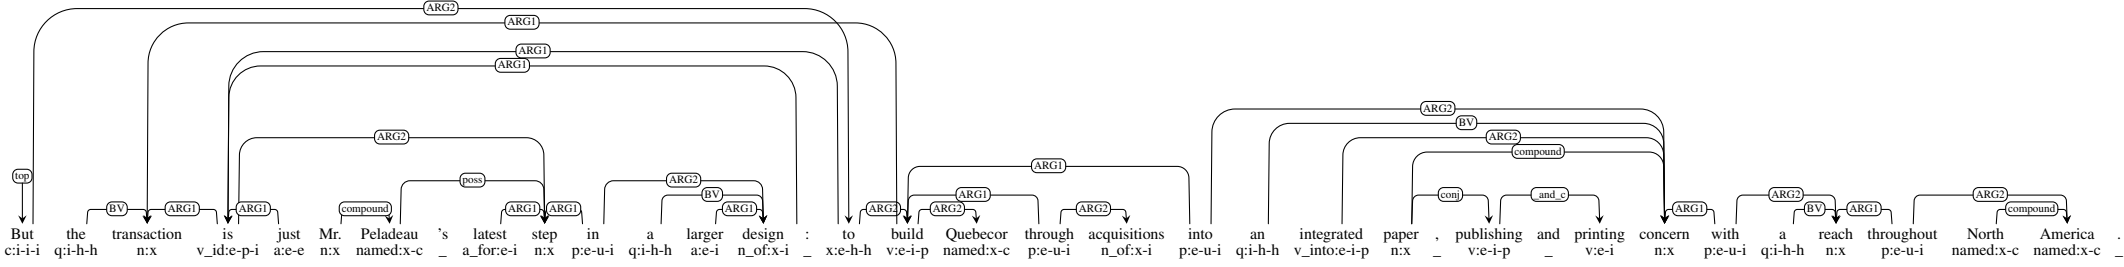 ARG2
ARG1
ARG1
ARG1
ARG2
BV
ARG2 ARG2
compound
ARG1
top poss ARG2 ARG2 ARG2
BV ARG1 conj _and_c
BV ARG1 ARG1 compound ARG1 ARG1 ARG1 ARG2 ARG2 ARG2 ARG1 BV ARG1 compound
But the transaction is just Mr. Peladeau 's latest step in a larger design : to build Quebecor through acquisitions into an integrated paper , publishing and printing concern with a reach throughout North America .
c:i-i-i q:i-h-h n:x v_id:e-p-i a:e-e n:x named:x-c _ a_for:e-i n:x p:e-u-i q:i-h-h a:e-i n_of:x-i _ x:e-h-h v:e-i-p named:x-c p:e-u-i n_of:x-i p:e-u-i q:i-h-h v_into:e-i-p n:x _ v:e-i-p _ v:e-i n:x p:e-u-i q:i-h-h n:x p:e-u-i named:x-c named:x-c _